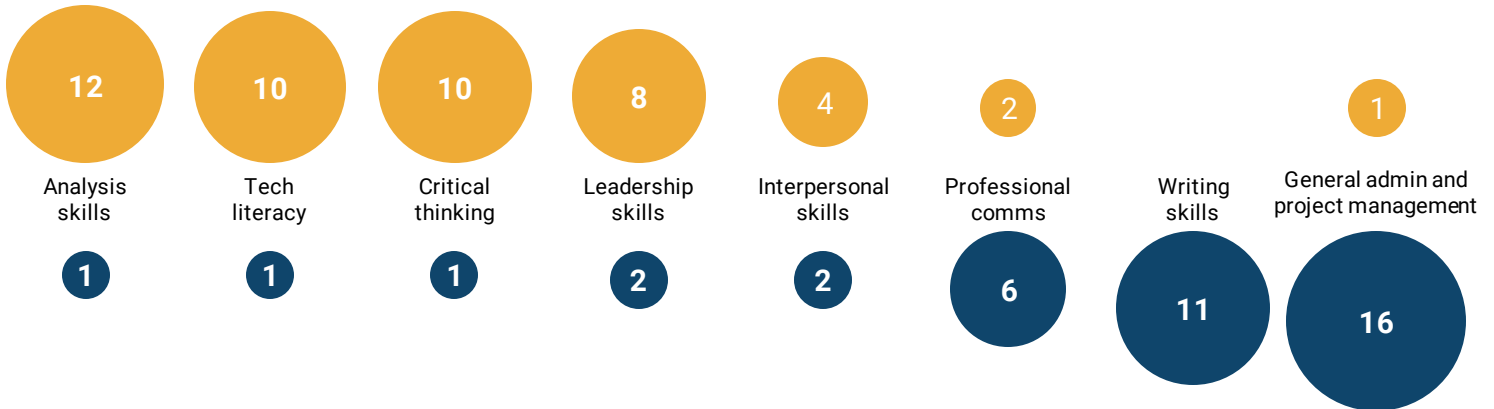 12
10
10
8
4
2
1
Analysis
skills
Tech
literacy
Critical
thinking
Leadership
skills
Interpersonal
skills
Professional
comms
Writing
skills
General admin and
project management
1
1
1
2
2
6
11
16